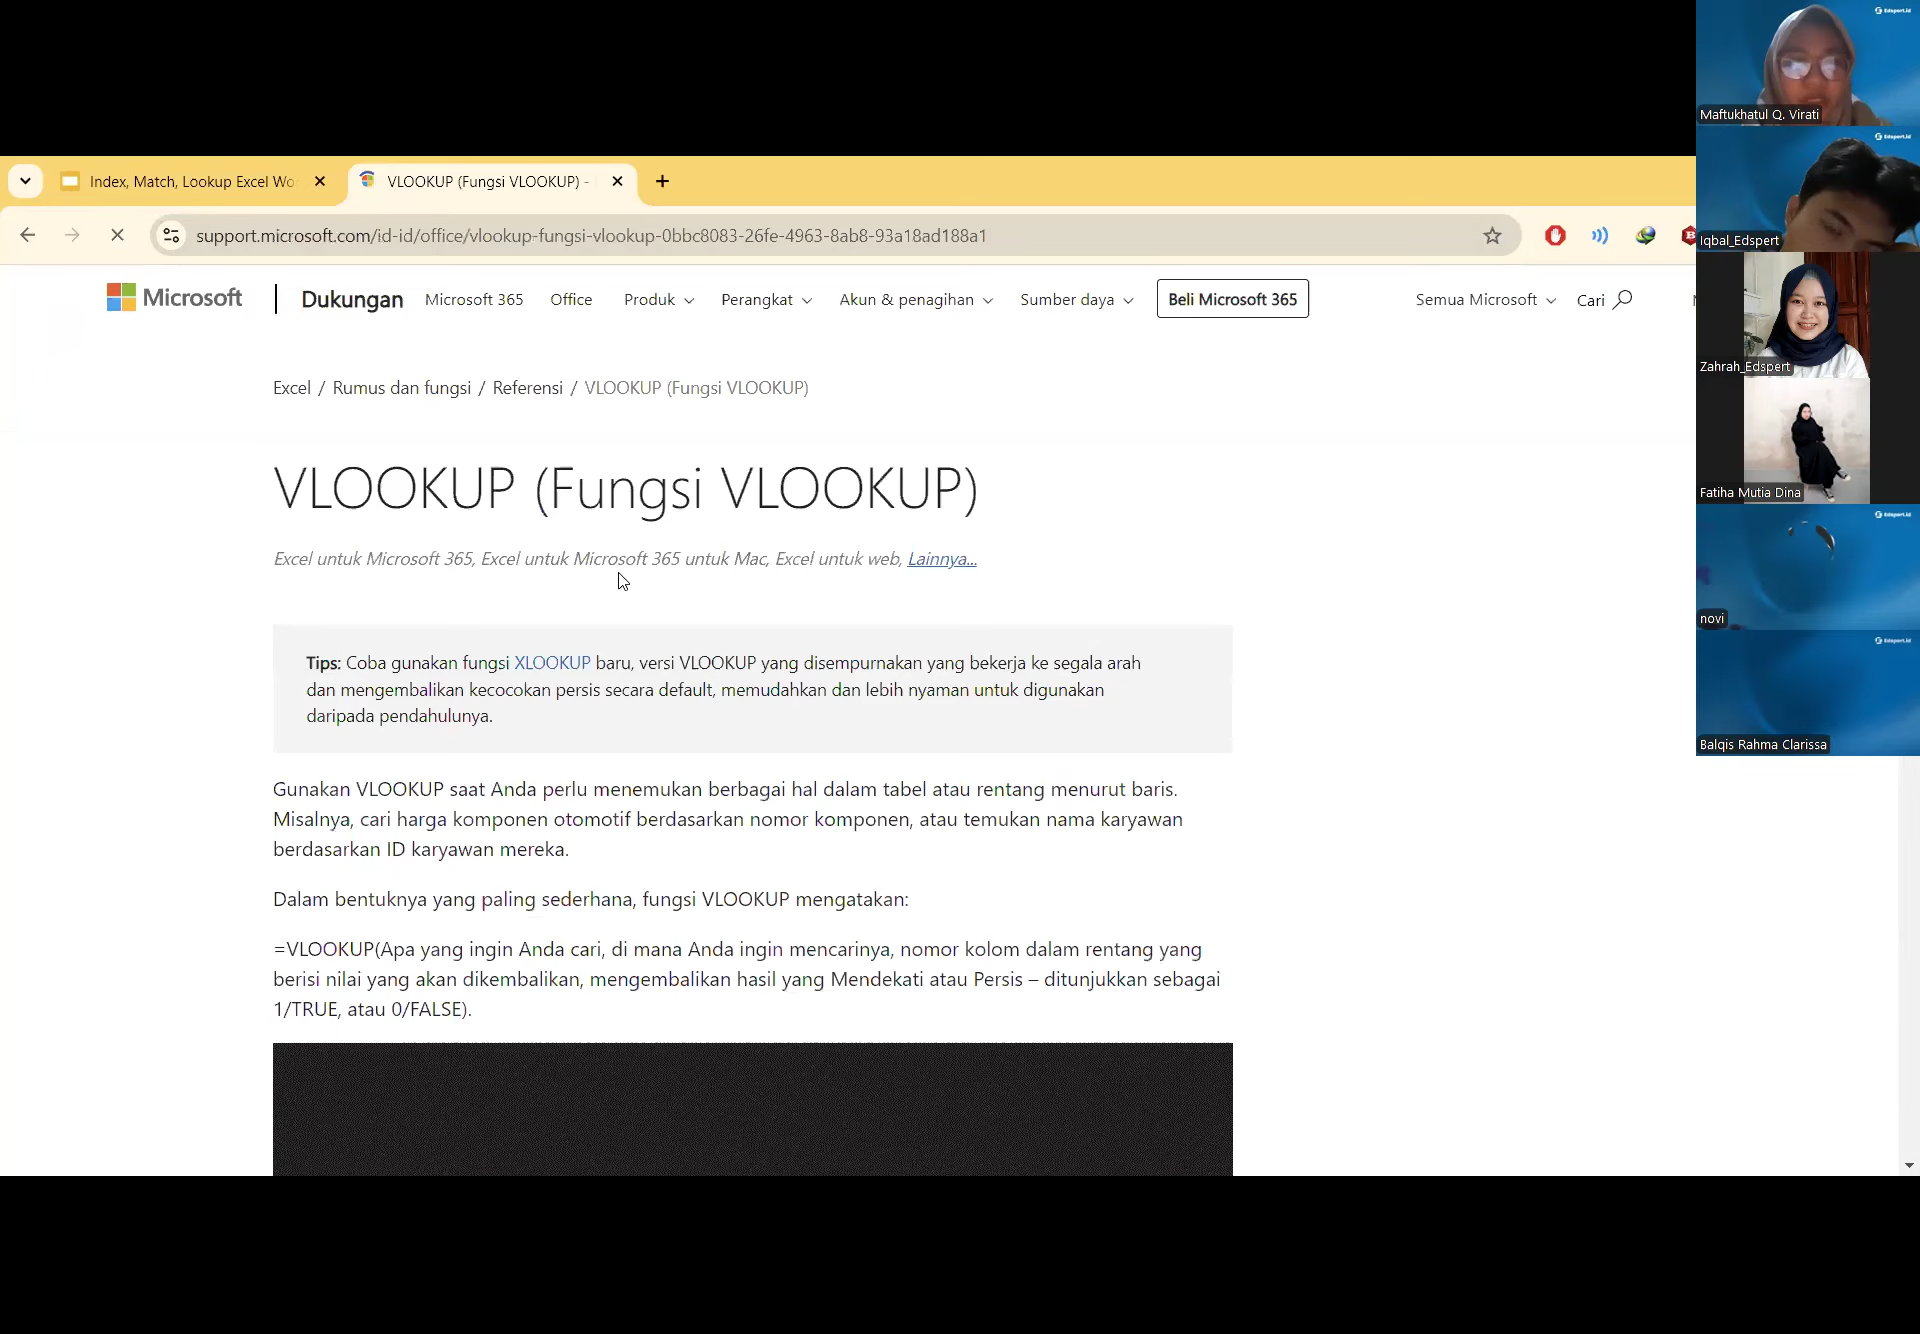 Index, Match, Lookup Excel Wo
VLOOKUP (Fungsi VLOOKUP) -
support.microsoft.com/id-id/office/vlookup-fungsi-vlookup-0bbc8083-26fe-4963-8ab8-93a18ad188a1
Microsoft
Dukungan
Microsoft 365
Office
Produk
Perangkat
Akun & penagihan
Sumber daya
Beli Microsoft 365
Semua Microsoft
Cari
Excel / Rumus dan fungsi / Referensi / VLOOKUP (Fungsi VLOOKUP)
VLOOKUP (Fungsi VLOOKUP)
Excel untuk Microsoft 365, Excel untuk Microsoft 365 untuk Mac, Excel untuk web, Lainnya...
Tips: Coba gunakan fungsi XLOOKUP baru, versi VLOOKUP yang disempurnakan yang bekerja ke segala arah
dan mengembalikan kecocokan persis secara default, memudahkan dan lebih nyaman untuk digunakan
daripada pendahulunya.
Gunakan VLOOKUP saat Anda perlu menemukan berbagai hal dalam tabel atau rentang menurut baris.
Misalnya, cari harga komponen otomotif berdasarkan nomor komponen, atau temukan nama karyawan
berdasarkan ID karyawan mereka.
Dalam bentuknya yang paling sederhana, fungsi VLOOKUP mengatakan:
=VLOOKUP(Apa yang ingin Anda cari, di mana Anda ingin mencarinya, nomor kolom dalam rentang yang
berisi nilai yang akan dikembalikan, mengembalikan hasil yang Mendekati atau Persis – ditunjukkan sebagai
1/TRUE, atau 0/FALSE).
Edspert.id
Maftukhatul Q. Virati
Edspert.id
Iqbal_Edspert
Zahrah_Edspert
Fatiha Mutia Dina
Edspert.id
novi
Edspert.id
Balqis Rahma Clarissa